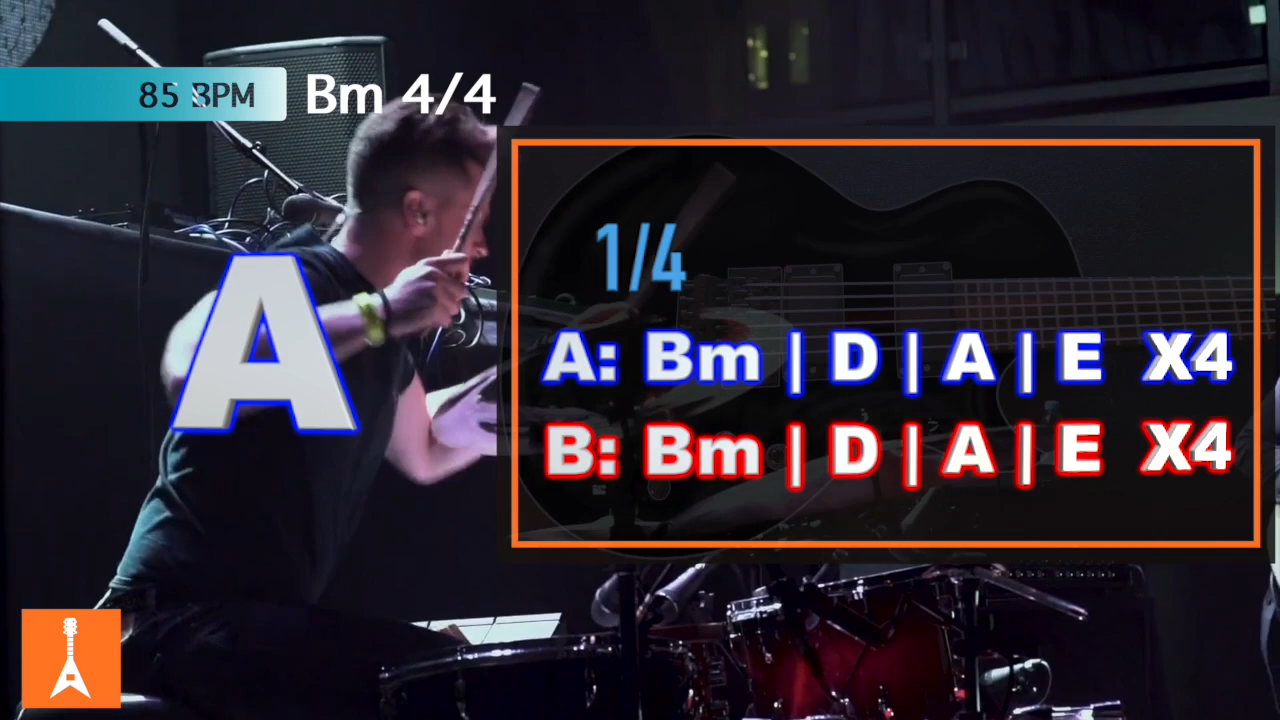 85 BPM Bm 4/4
A
1/4
A: Bm | D | A | E X4
B: Bm | D | A | E X4